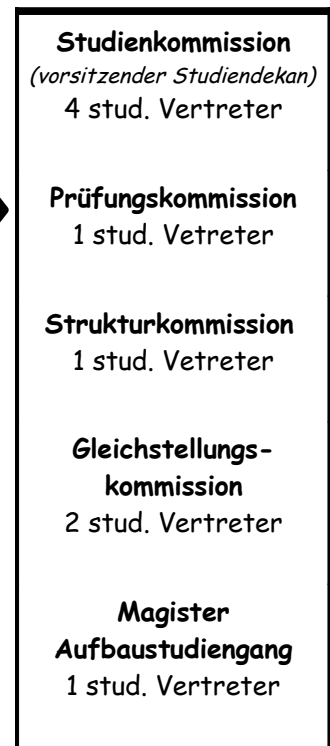 Studienkommission
(vorsitzender Studiendekan)
4 stud. Vertreter
Prüfungskommission
1 stud. Vetreter
Strukturkommission
1 stud. Vetreter
Gleichstellungs-
kommission
2 stud. Vertreter
Magister
Aufbaustudiengang
1 stud. Vertreter